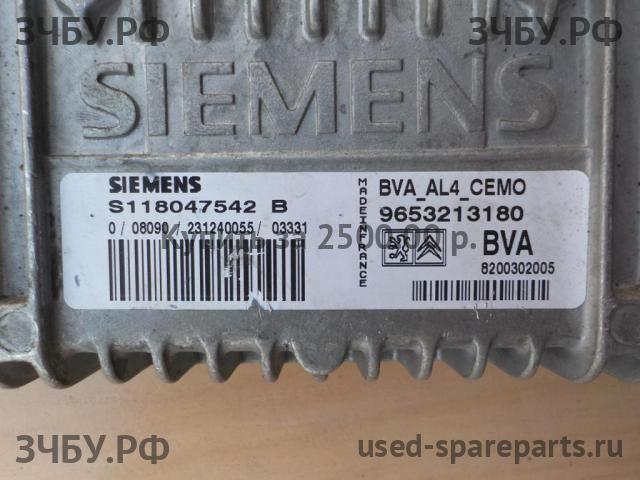 ЗЧБУ.РФ
ЗЧБУ.РФ
SIEMENS
SIEMENS
S118047542 B
0/ 08090/ 231240055/ 03331
MADE IN FRANCE
BVA_AL4_CEMO
9653213180
BVA
8200302005
Купить за 2500.00 р.
ЗЧБУ.РФ
used-spareparts.ru